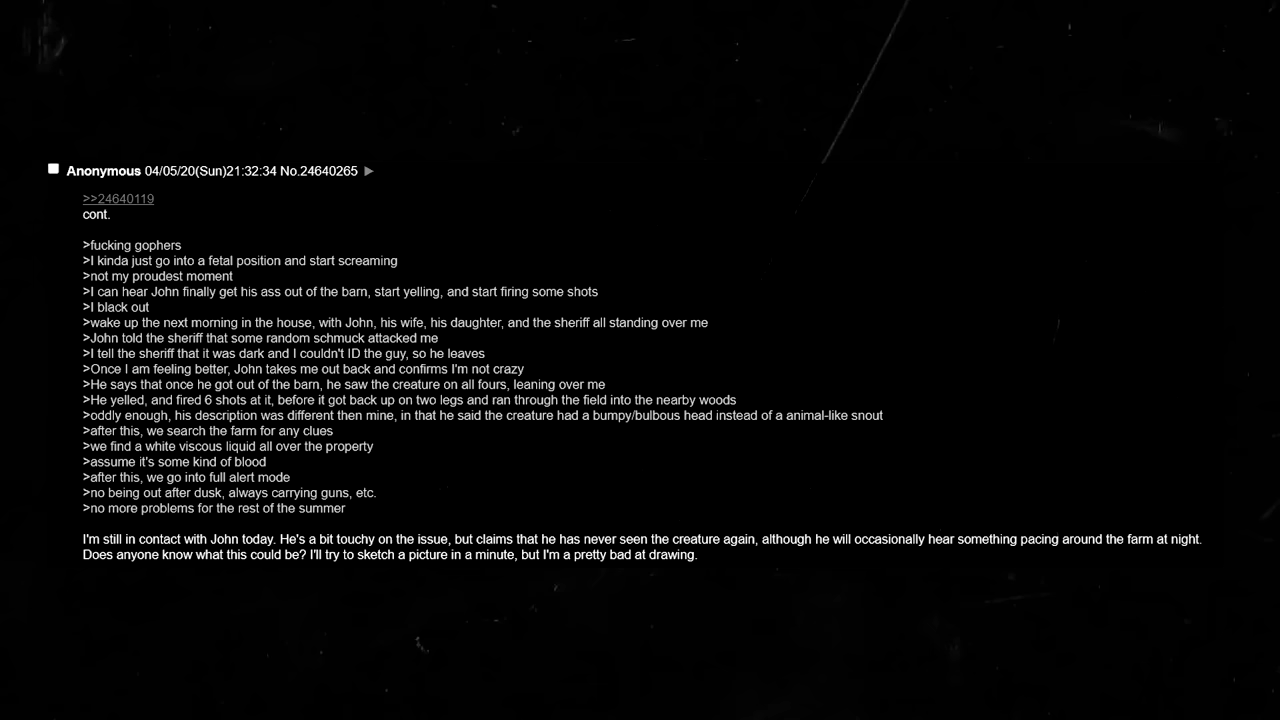 Anonymous 04/05/20(Sun)21:32:34 No.24640265 ▶
>>24640119
cont.
>fucking gophers
>I kinda just go into a fetal position and start screaming
>not my proudest moment
>I can hear John finally get his ass out of the barn, start yelling, and start firing some shots
>I black out
>wake up the next morning in the house, with John, his wife, his daughter, and the sheriff all standing over me
>John told the sheriff that some random schmuck attacked me
>I tell the sheriff that it was dark and I couldn't ID the guy, so he leaves
>Once I am feeling better, John takes me out back and confirms I'm not crazy
>He says that once he got out of the barn, he saw the creature on all fours, leaning over me
>He yelled, and fired 6 shots at it, before it got back up on two legs and ran through the field into the nearby woods
>oddly enough, his description was different then mine, in that he said the creature had a bumpy/bulbous head instead of a animal-like snout
>after this, we search the farm for any clues
>we find a white viscous liquid all over the property
>assume it's some kind of blood
>after this, we go into full alert mode
>no being out after dusk, always carrying guns, etc.
>no more problems for the rest of the summer
I'm still in contact with John today. He's a bit touchy on the issue, but claims that he has never seen the creature again, although he will occasionally hear something pacing around the farm at night.
Does anyone know what this could be? I'll try to sketch a picture in a minute, but I'm a pretty bad at drawing.